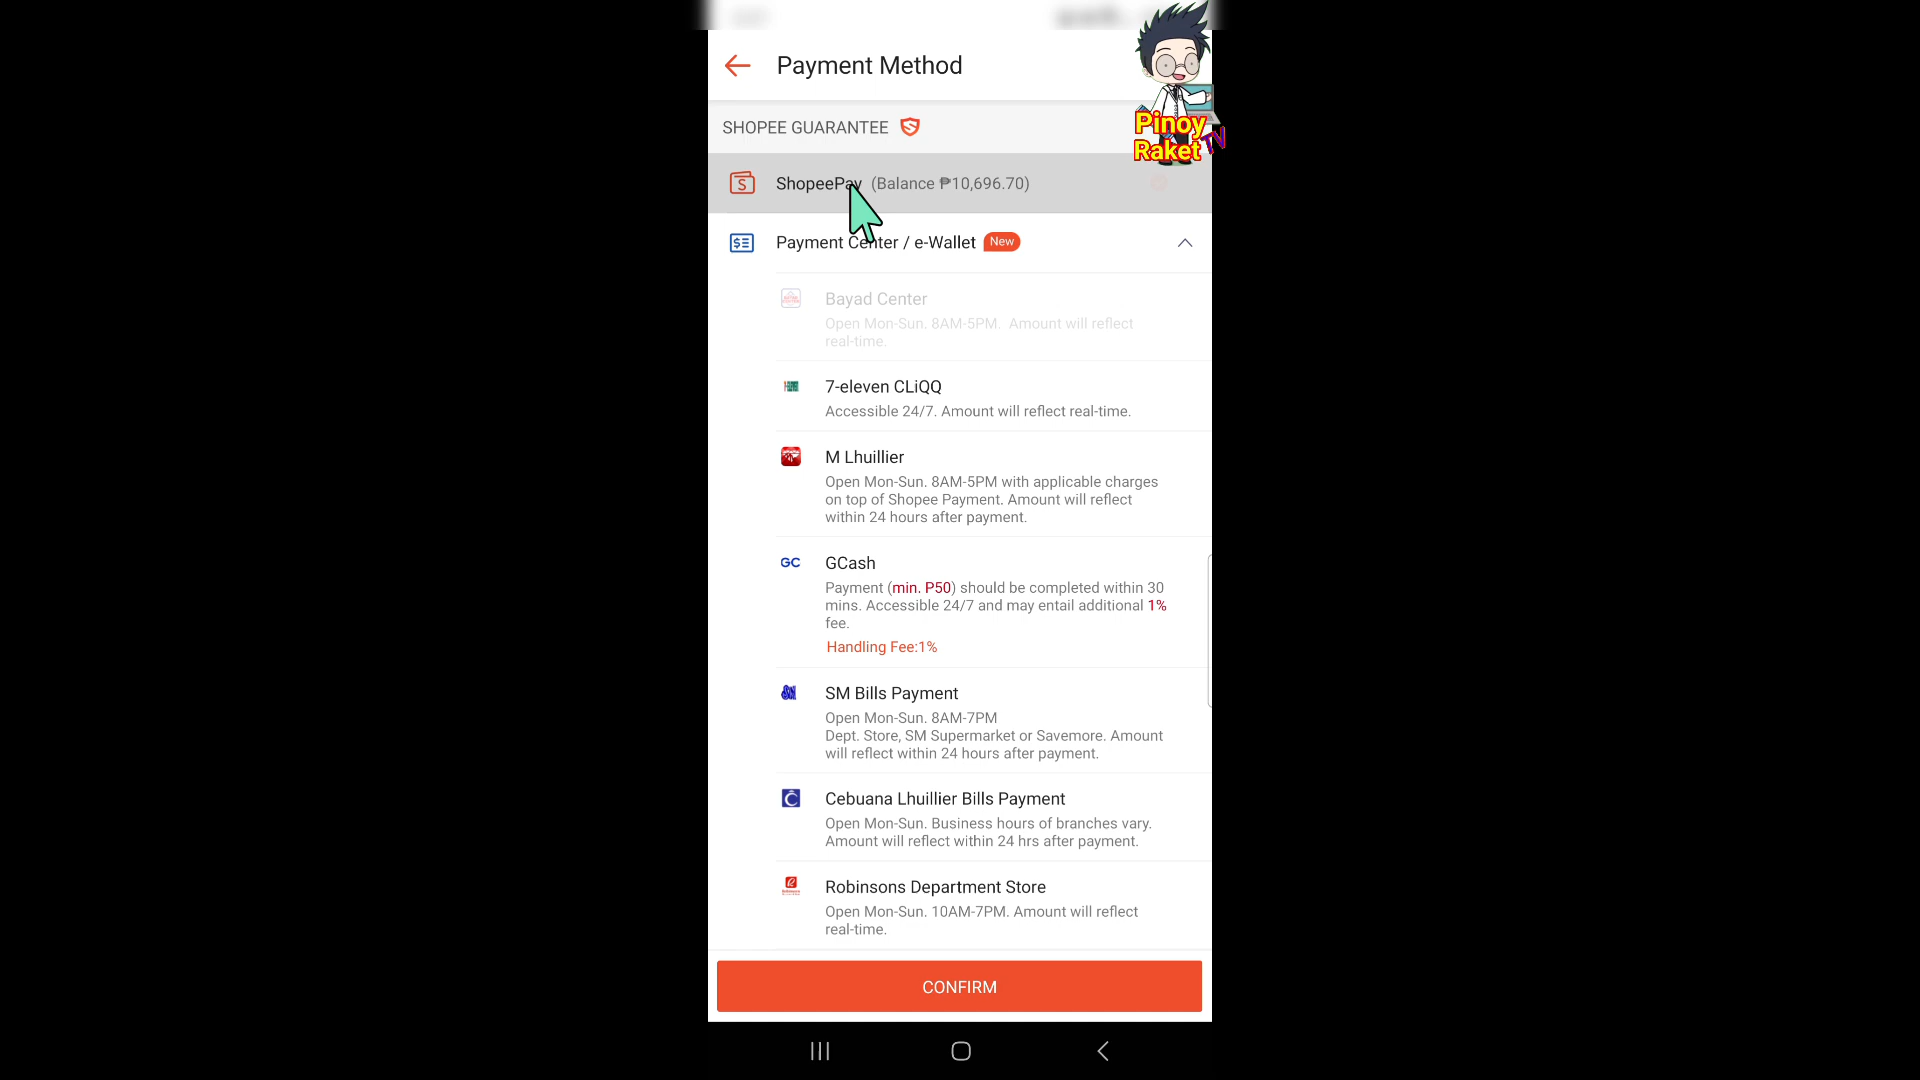 Payment Method
Pinoy
Raket TV
SHOPEE GUARANTEE
ShopeePay (Balance ₱10,696.70)
Payment Center / e-Wallet New
Bayad Center
Open Mon-Sun. 8AM-5PM. Amount will reflect
real-time.
7-eleven CLiQQ
Accessible 24/7. Amount will reflect real-time.
M Lhuillier
Open Mon-Sun. 8AM-5PM with applicable charges
on top of Shopee Payment. Amount will reflect
within 24 hours after payment.
GC GCash
Payment (min. P50) should be completed within 30
mins. Accessible 24/7 and may entail additional 1%
fee.
Handling Fee:1%
SM Bills Payment
Open Mon-Sun. 8AM-7PM
Dept. Store, SM Supermarket or Savemore. Amount
will reflect within 24 hours after payment.
Cebuana Lhuillier Bills Payment
Open Mon-Sun. Business hours of branches vary.
Amount will reflect within 24 hrs after payment.
Robinsons Department Store
Open Mon-Sun. 10AM-7PM. Amount will reflect
real-time.
CONFIRM